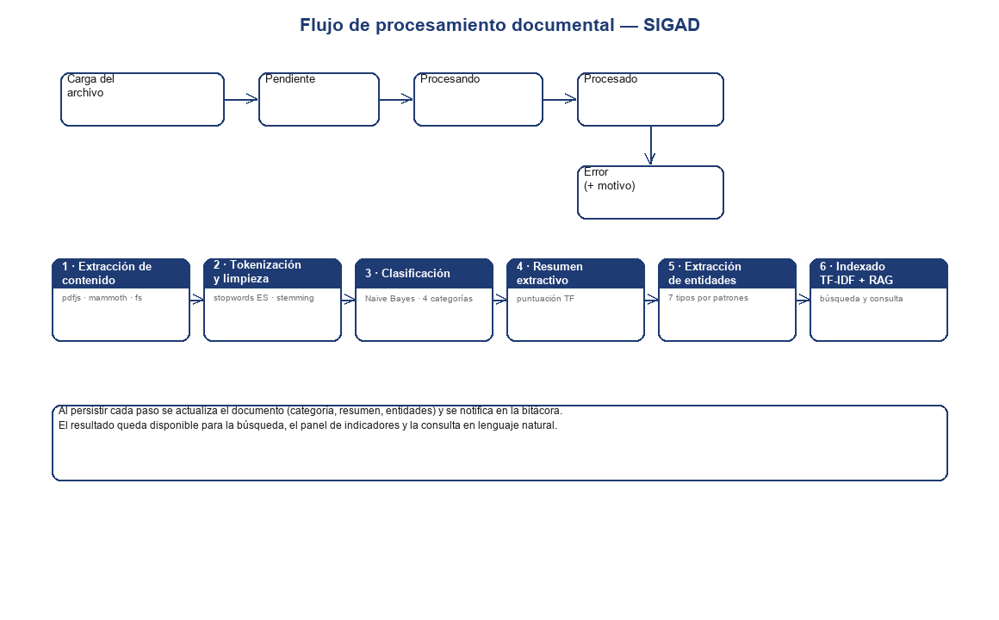 Flujo de procesamiento documental — SIGAD
Carga del
archivo
Pendiente
Procesando
Procesado
Error
(+ motivo)
1 · Extracción de
contenido
pdfjs · mammoth · fs
2 · Tokenización
y limpieza
stopwords ES · stemming
3 · Clasificación
Naive Bayes · 4 categorías
4 · Resumen
extractivo
puntuación TF
5 · Extracción
de entidades
7 tipos por patrones
6 · Indexado
TF-IDF + RAG
búsqueda y consulta
Al persistir cada paso se actualiza el documento (categoría, resumen, entidades) y se notifica en la bitácora.
El resultado queda disponible para la búsqueda, el panel de indicadores y la consulta en lenguaje natural.